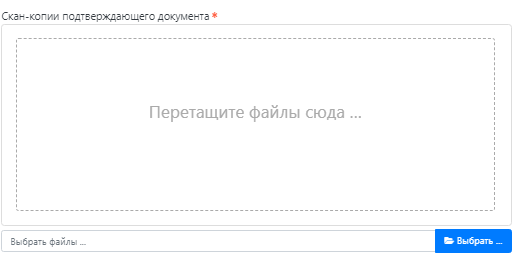 Скан-копии подтверждающего документа *
Перетащите файлы сюда ...
Выбрать файлы ...
Выбрать ...